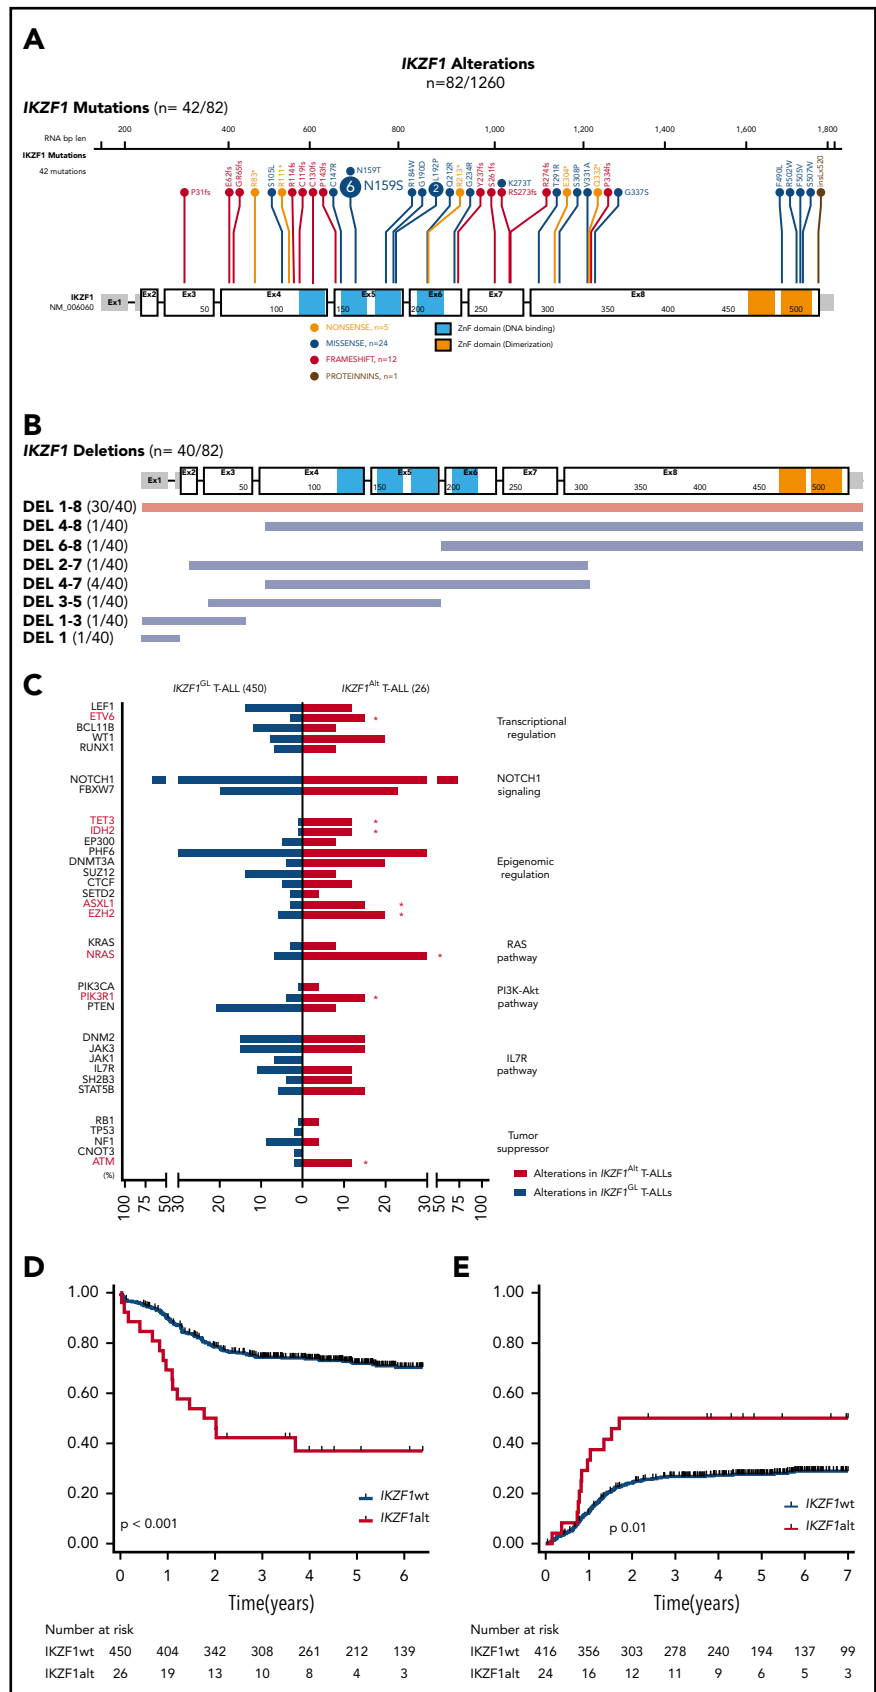 A
IKZF1 Alterations
n=82/1260
IKZF1 Mutations (n= 42/82)
RNA bp len
200
400
600
800
1,000
1,200
1,400
1,600
1,800
IKZF1 Mutations
42 mutations
P31fs
E62fs
GR65fs
R83*
S105L
R111*
R114fs
C119fs
C130fs
P143fs
C147R
N159T
6
N159S
R184W
G190D
2
L192P
Q212R
R213*
G234R
Y237fs
S261fs
K273T
RS273fs
R274fs
T291R
E304*
S308P
V331A
Q332*
P334fs
G337S
F490L
R502W
F505V
S507W
insLx520
IKZF1
NM_006060
Ex1
Ex2
Ex3
50
Ex4
100
150
Ex5
Ex6
200
Ex7
250
Ex8
300
350
400
450
500
NONSENSE, n=5
MISSENSE, n=24
FRAMESHIFT, n=12
PROTEINNINS, n=1
ZnF domain (DNA binding)
ZnF domain (Dimerization)
B
IKZF1 Deletions (n= 40/82)
Ex1
Ex2
Ex3
50
Ex4
100
150
Ex5
Ex6
200
Ex7
250
Ex8
300
350
400
450
500
DEL 1-8 (30/40)
DEL 4-8 (1/40)
DEL 6-8 (1/40)
DEL 2-7 (1/40)
DEL 4-7 (4/40)
DEL 3-5 (1/40)
DEL 1-3 (1/40)
DEL 1 (1/40)
C
IKZF1GL T-ALL (450)
IKZF1Alt T-ALL (26)
LEF1
ETV6 *
BCL11B
WT1
RUNX1
Transcriptional
regulation
NOTCH1
FBXW7
NOTCH1
signaling
TET3 *
IDH2 *
EP300
PHF6
DNMT3A
SUZ12
CTCF
SETD2
ASXL1 *
EZH2 *
Epigenomic
regulation
KRAS
NRAS *
RAS
pathway
PIK3CA
PIK3R1 *
PTEN
PI3K-Akt
pathway
DNM2
JAK3
JAK1
IL7R
SH2B3
STAT5B
IL7R
pathway
RB1
TP53
NF1
CNOT3
ATM *
Tumor
suppressor
(%)
100 75 50 30 20 10 0 10 20 30 50 75 100
Alterations in IKZF1Alt T-ALLs
Alterations in IKZF1GL T-ALLs
D
1.00
0.80
0.60
0.40
0.20
0.00
p < 0.001
IKZF1wt
IKZF1alt
0 1 2 3 4 5 6
Time(years)
Number at risk
IKZF1wt 450 404 342 308 261 212 139
IKZF1alt 26 19 13 10 8 4 3
E
1.00
0.80
0.60
0.40
0.20
0.00
p 0.01
IKZF1wt
IKZF1alt
0 1 2 3 4 5 6 7
Time(years)
Number at risk
IKZF1wt 416 356 303 278 240 194 137 99
IKZF1alt 24 16 12 11 9 6 5 3